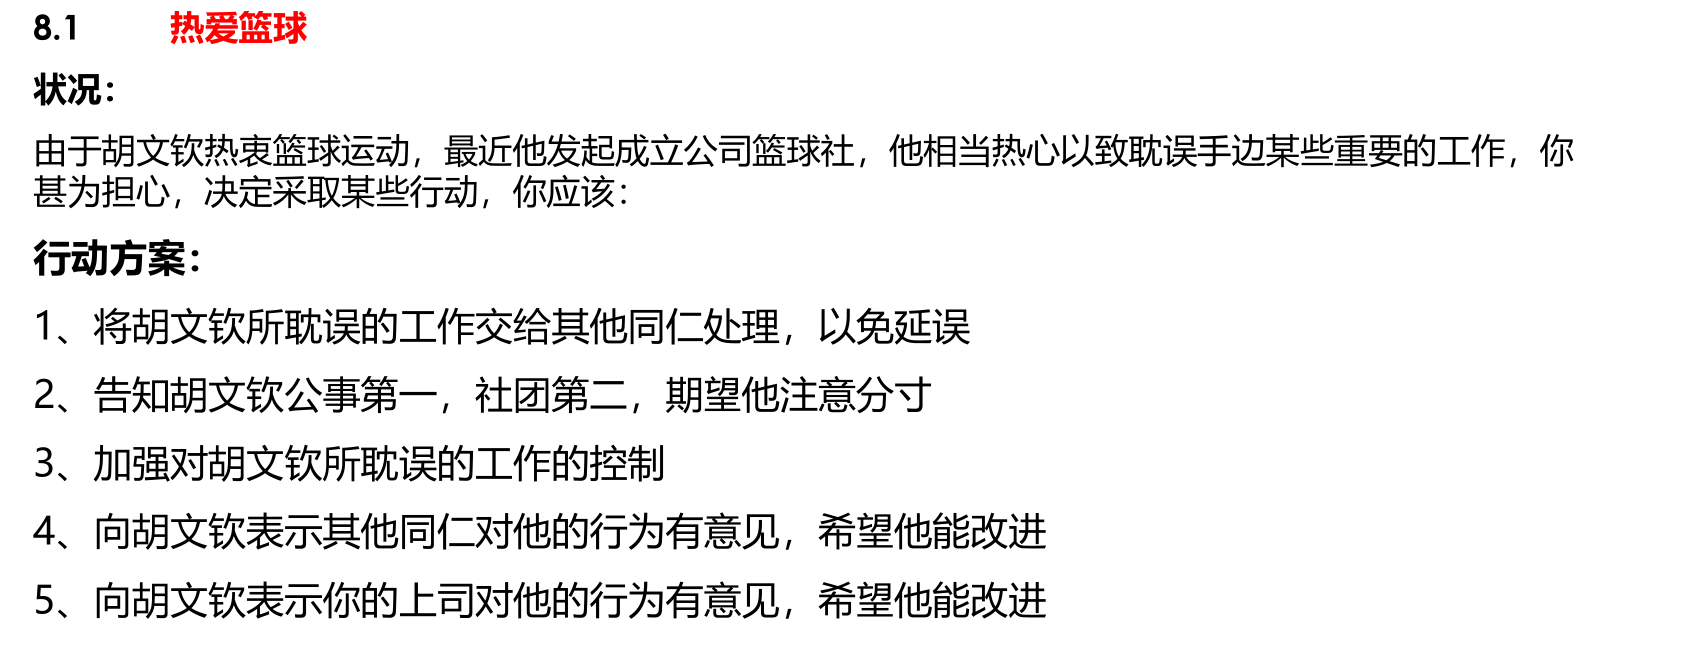 8.1 热爱篮球
状况：
由于胡文钦热衷篮球运动，最近他发起成立公司篮球社，他相当热心以致耽误手边某些重要的工作，你
甚为担心，决定采取某些行动，你应该：
行动方案：
1、将胡文钦所耽误的工作交给其他同仁处理，以免延误
2、告知胡文钦公事第一，社团第二，期望他注意分寸
3、加强对胡文钦所耽误的工作的控制
4、向胡文钦表示其他同仁对他的行为有意见，希望他能改进
5、向胡文钦表示你的上司对他的行为有意见，希望他能改进